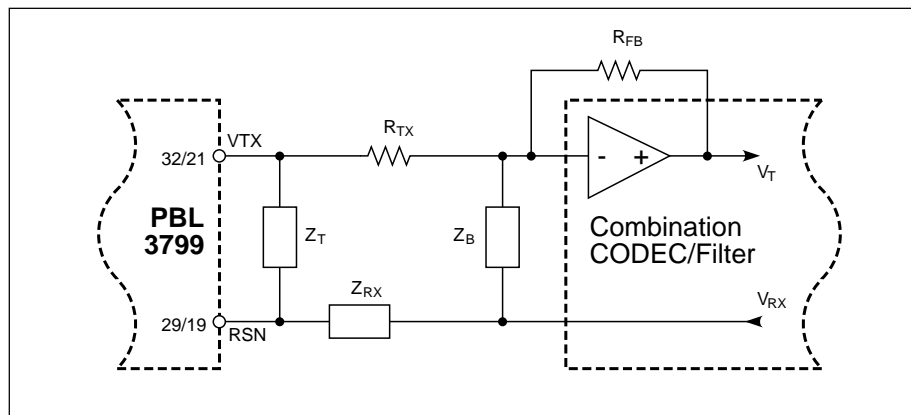 R_FB
VTX
R_TX
32/21
-
+
V_T
PBL
3799
Z_T
Z_B
Combination
CODEC/Filter
Z_RX
V_RX
29/19
RSN